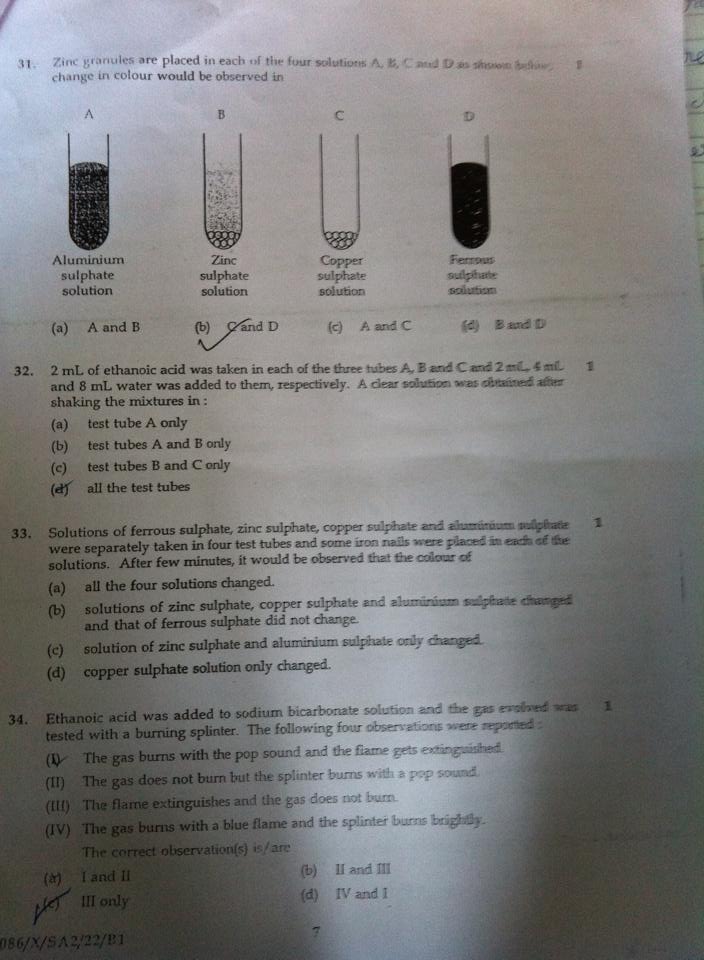 31. Zinc granules are placed in each of the four solutions A, B, C and D as shown below, 1
change in colour would be observed in
A B C D
Aluminium sulphate solution
Zinc sulphate solution
Copper sulphate solution
Ferrous sulphate solution
(a) A and B (b) C and D (c) A and C (d) B and D
32. 2 mL of ethanoic acid was taken in each of the three tubes A, B and C and 2 mL, 4 mL 1
and 8 mL water was added to them, respectively. A clear solution was obtained after
shaking the mixtures in :
(a) test tube A only
(b) test tubes A and B only
(c) test tubes B and C only
(d) all the test tubes
33. Solutions of ferrous sulphate, zinc sulphate, copper sulphate and aluminium sulphate 1
were separately taken in four test tubes and some iron nails were placed in each of the
solutions. After few minutes, it would be observed that the colour of
(a) all the four solutions changed.
(b) solutions of zinc sulphate, copper sulphate and aluminium sulphate changed
and that of ferrous sulphate did not change.
(c) solution of zinc sulphate and aluminium sulphate only changed.
(d) copper sulphate solution only changed.
34. Ethanoic acid was added to sodium bicarbonate solution and the gas evolved was 1
tested with a burning splinter. The following four observations were reported :
(I) The gas burns with the pop sound and the flame gets extinguished.
(II) The gas does not burn but the splinter burns with a pop sound.
(III) The flame extinguishes and the gas does not burn.
(IV) The gas burns with a blue flame and the splinter burns brightly.
The correct observation(s) is/are
(a) I and II (b) II and III
(c) III only (d) IV and I
7
086/X/SA2/22/B1